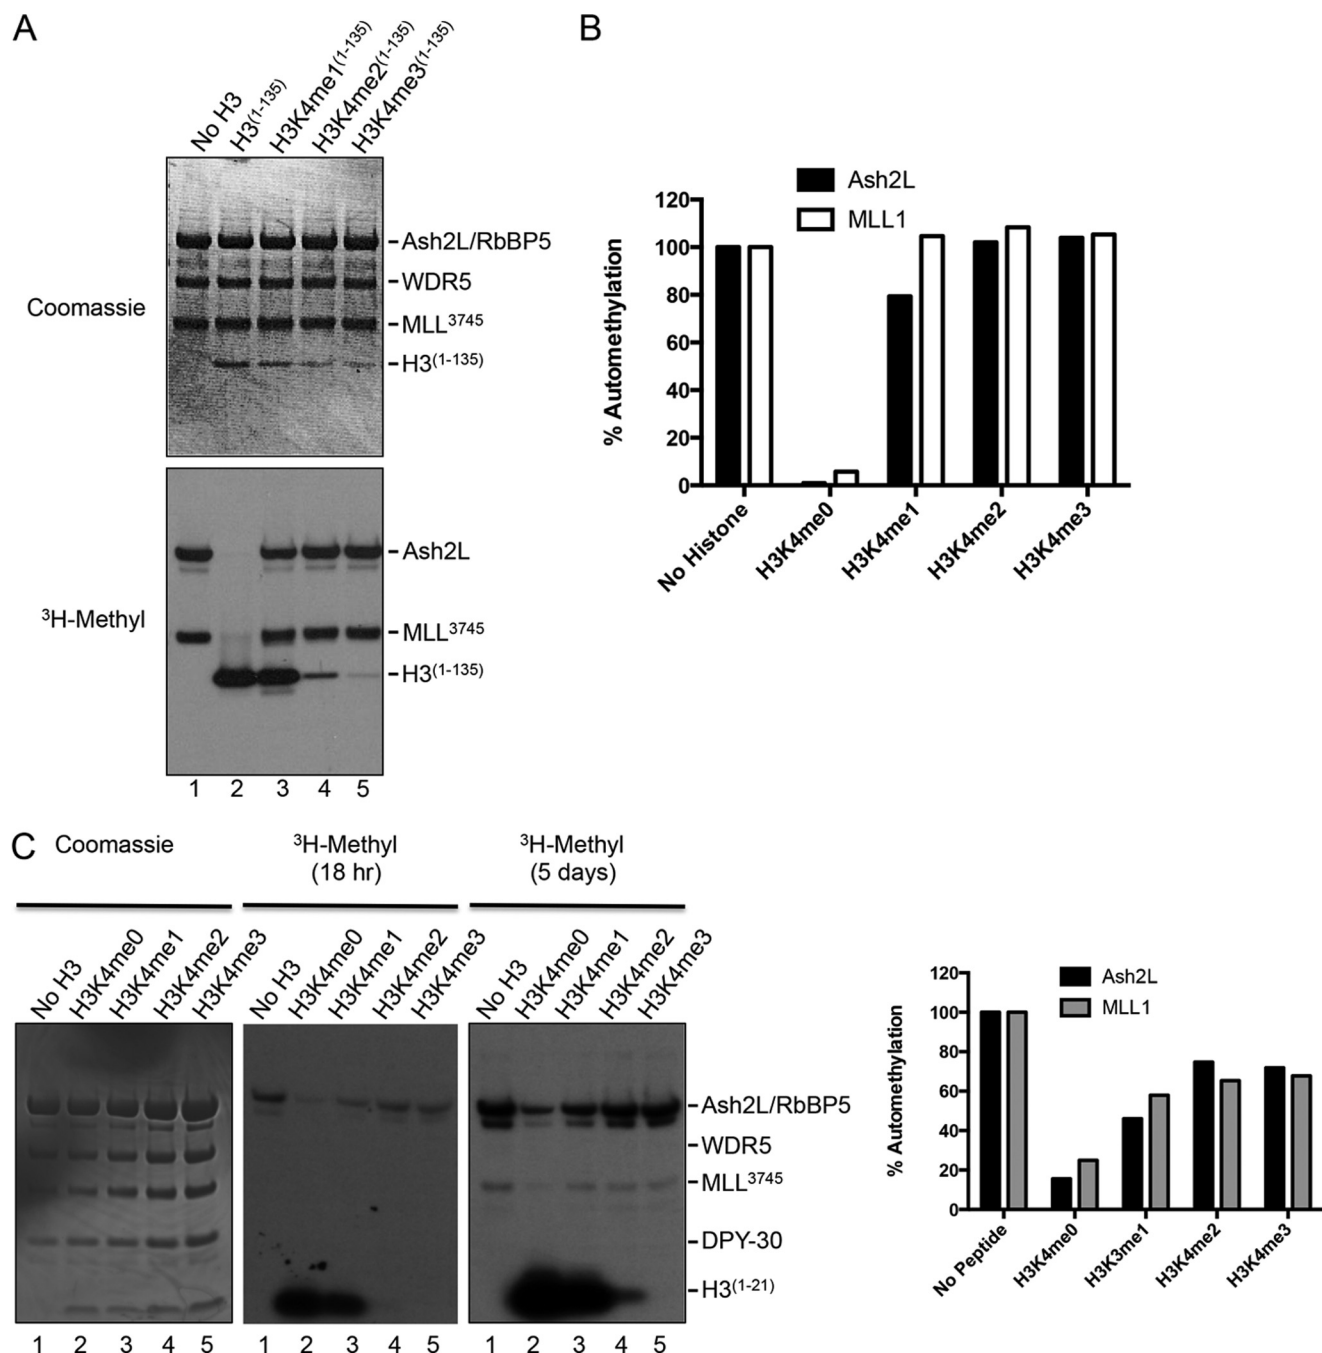 A
No H3
H3(1-135)
H3K4me1(1-135)
H3K4me2(1-135)
H3K4me3(1-135)
Coomassie
Ash2L/RbBP5
WDR5
MLL3745
H3(1-135)
3H-Methyl
Ash2L
MLL3745
H3(1-135)
1 2 3 4 5
B
Ash2L
MLL1
% Automethylation
120
100
80
60
40
20
0
No Histone
H3K4me0
H3K4me1
H3K4me2
H3K4me3
C
Coomassie
3H-Methyl
(18 hr)
3H-Methyl
(5 days)
No H3
H3K4me0
H3K4me1
H3K4me2
H3K4me3
No H3
H3K4me0
H3K4me1
H3K4me2
H3K4me3
No H3
H3K4me0
H3K4me1
H3K4me2
H3K4me3
Ash2L/RbBP5
WDR5
MLL3745
DPY-30
H3(1-21)
1 2 3 4 5
1 2 3 4 5
1 2 3 4 5
Ash2L
MLL1
% Automethylation
120
100
80
60
40
20
0
No Peptide
H3K4me0
H3K3me1
H3K4me2
H3K4me3